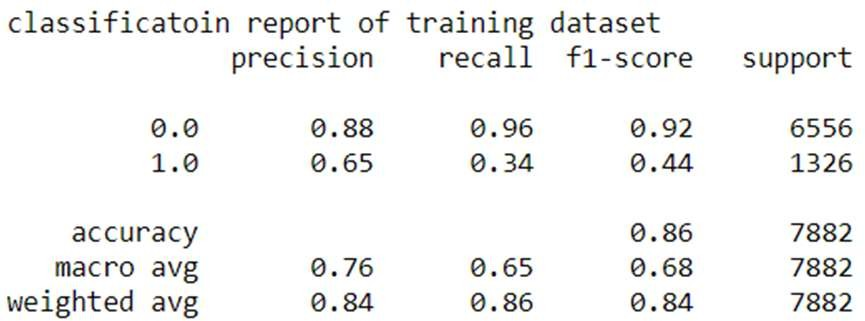 classificatoin report of training dataset
precision recall f1-score support
0.0 0.88 0.96 0.92 6556
1.0 0.65 0.34 0.44 1326
accuracy 0.86 7882
macro avg 0.76 0.65 0.68 7882
weighted avg 0.84 0.86 0.84 7882